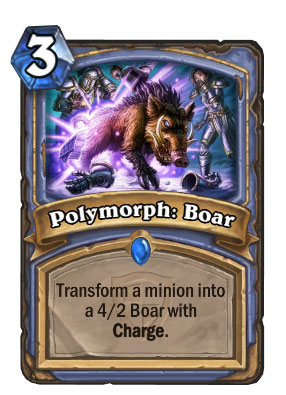 3
Polymorph: Boar
Transform a minion into
a 4/2 Boar with
Charge.